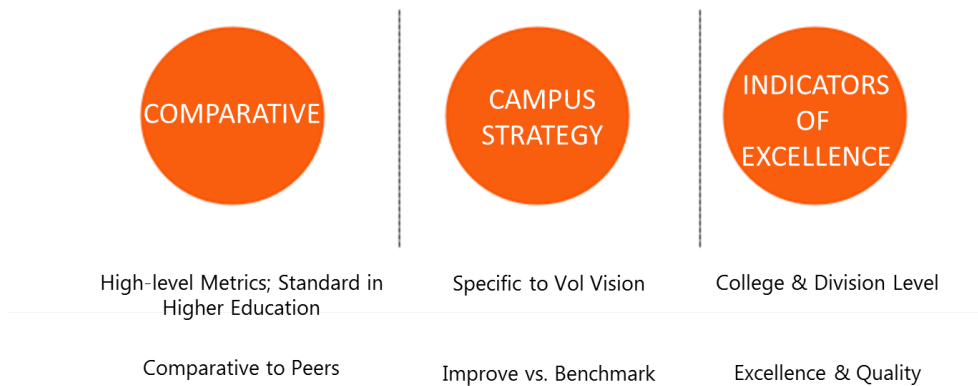 COMPARATIVE
CAMPUS
STRATEGY
INDICATORS
OF
EXCELLENCE
High-level Metrics; Standard in
Higher Education
Specific to Vol Vision
College & Division Level
Comparative to Peers
Improve vs. Benchmark
Excellence & Quality